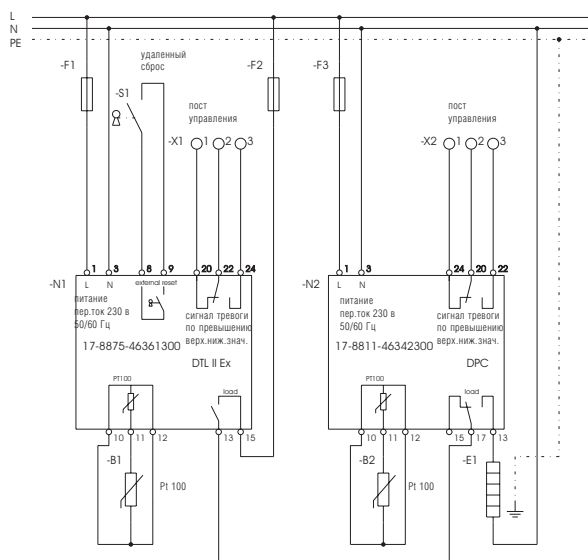 L
N
PE
-F1
удаленный
сброс
-S1
-F2
-F3
пост
управления
-X1 1 2 3
пост
управления
-X2 1 2 3
1 3 8 9 20 22 24
-N1
L N external reset
питание
пер.ток 230 в
50/60 Гц
сигнал тревоги
по превышению
верх.ниж.знач.
17-8875-46361300
DTL II Ex
PT100
load
10 11 12 13 15
-B1
Pt 100
1 3 24 20 22
-N2
L N
питание
пер.ток 230 в
50/60 Гц
сигнал тревоги
по превышению
верх.ниж.знач.
17-8811-46342300
DPC
PT100
load
10 11 12 15 17 13
-B2
Pt 100
-E1